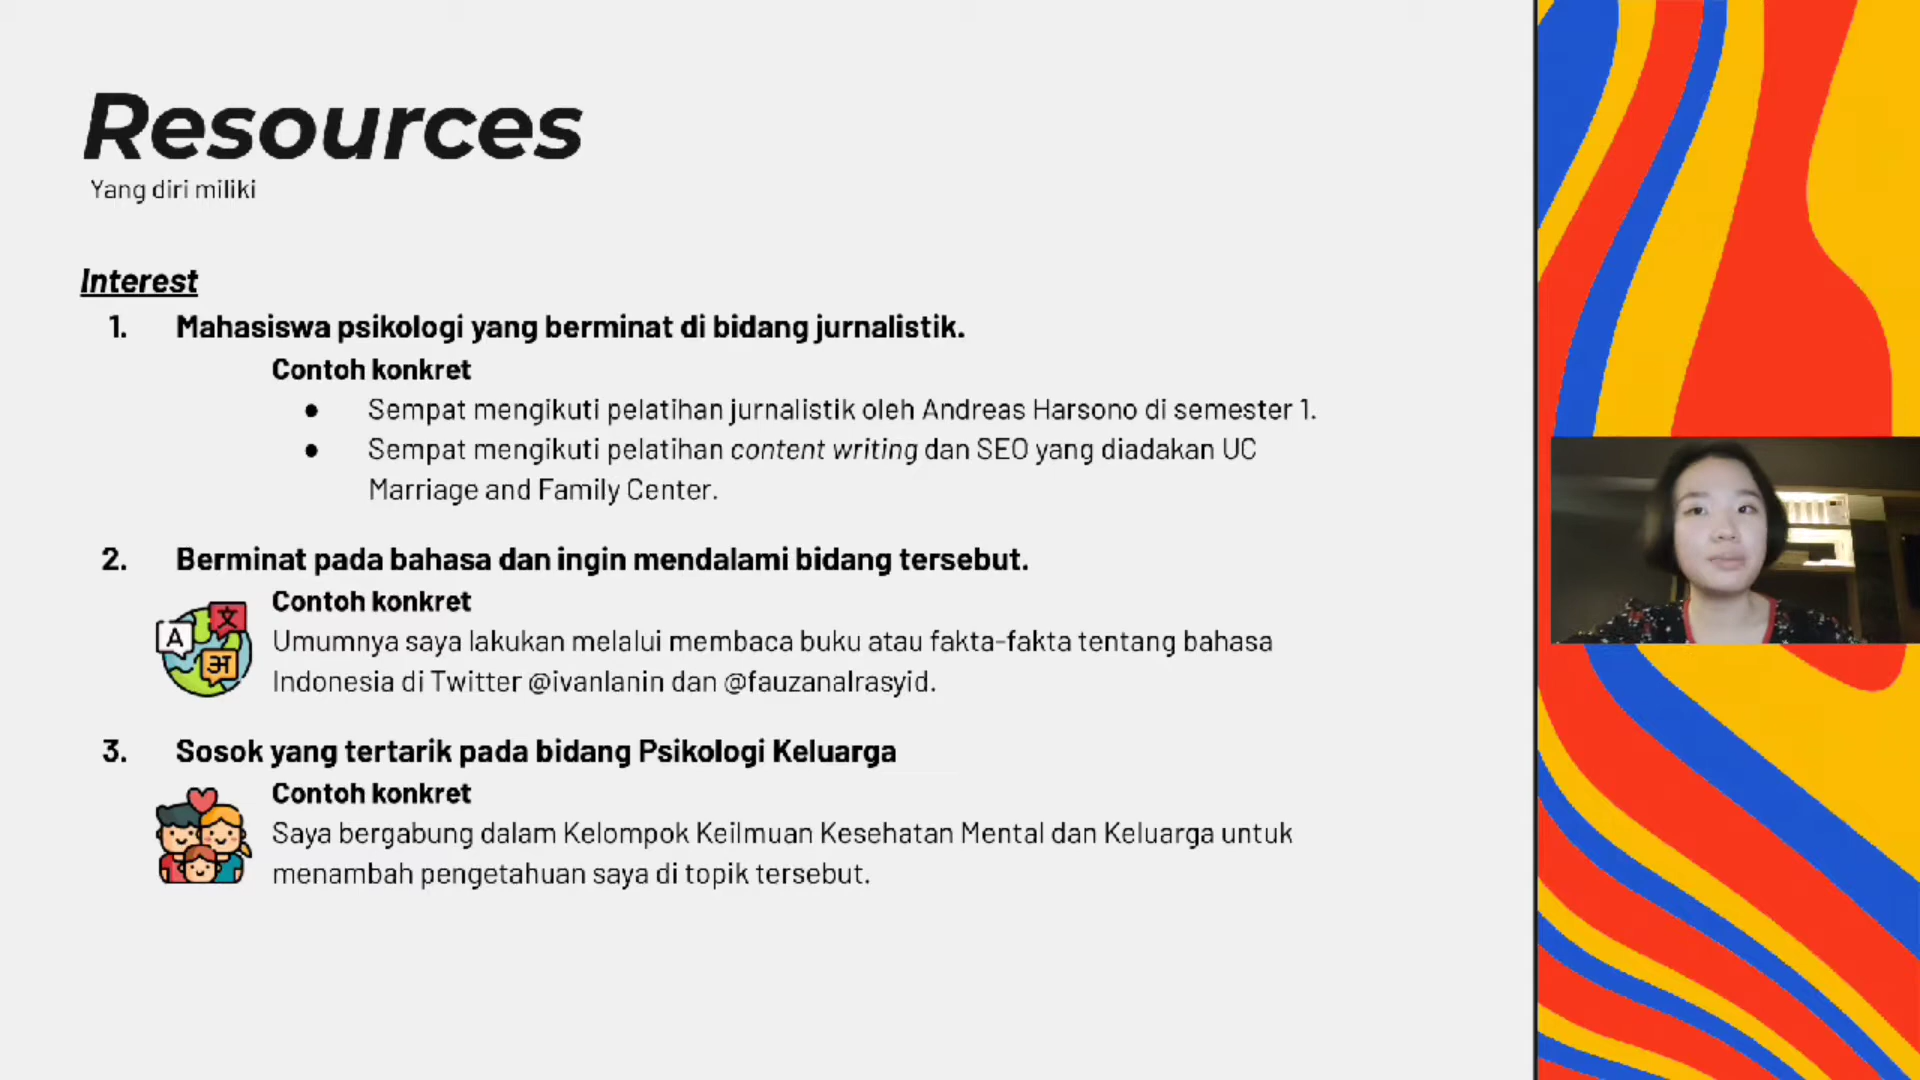 Resources
Yang diri miliki
Interest
1. Mahasiswa psikologi yang berminat di bidang jurnalistik.
Contoh konkret
● Sempat mengikuti pelatihan jurnalistik oleh Andreas Harsono di semester 1.
● Sempat mengikuti pelatihan content writing dan SEO yang diadakan UC
Marriage and Family Center.
2. Berminat pada bahasa dan ingin mendalami bidang tersebut.
Contoh konkret
A 文 अ
Umumnya saya lakukan melalui membaca buku atau fakta-fakta tentang bahasa
Indonesia di Twitter @ivanlanin dan @fauzanalrasyid.
3. Sosok yang tertarik pada bidang Psikologi Keluarga
Contoh konkret
Saya bergabung dalam Kelompok Keilmuan Kesehatan Mental dan Keluarga untuk
menambah pengetahuan saya di topik tersebut.